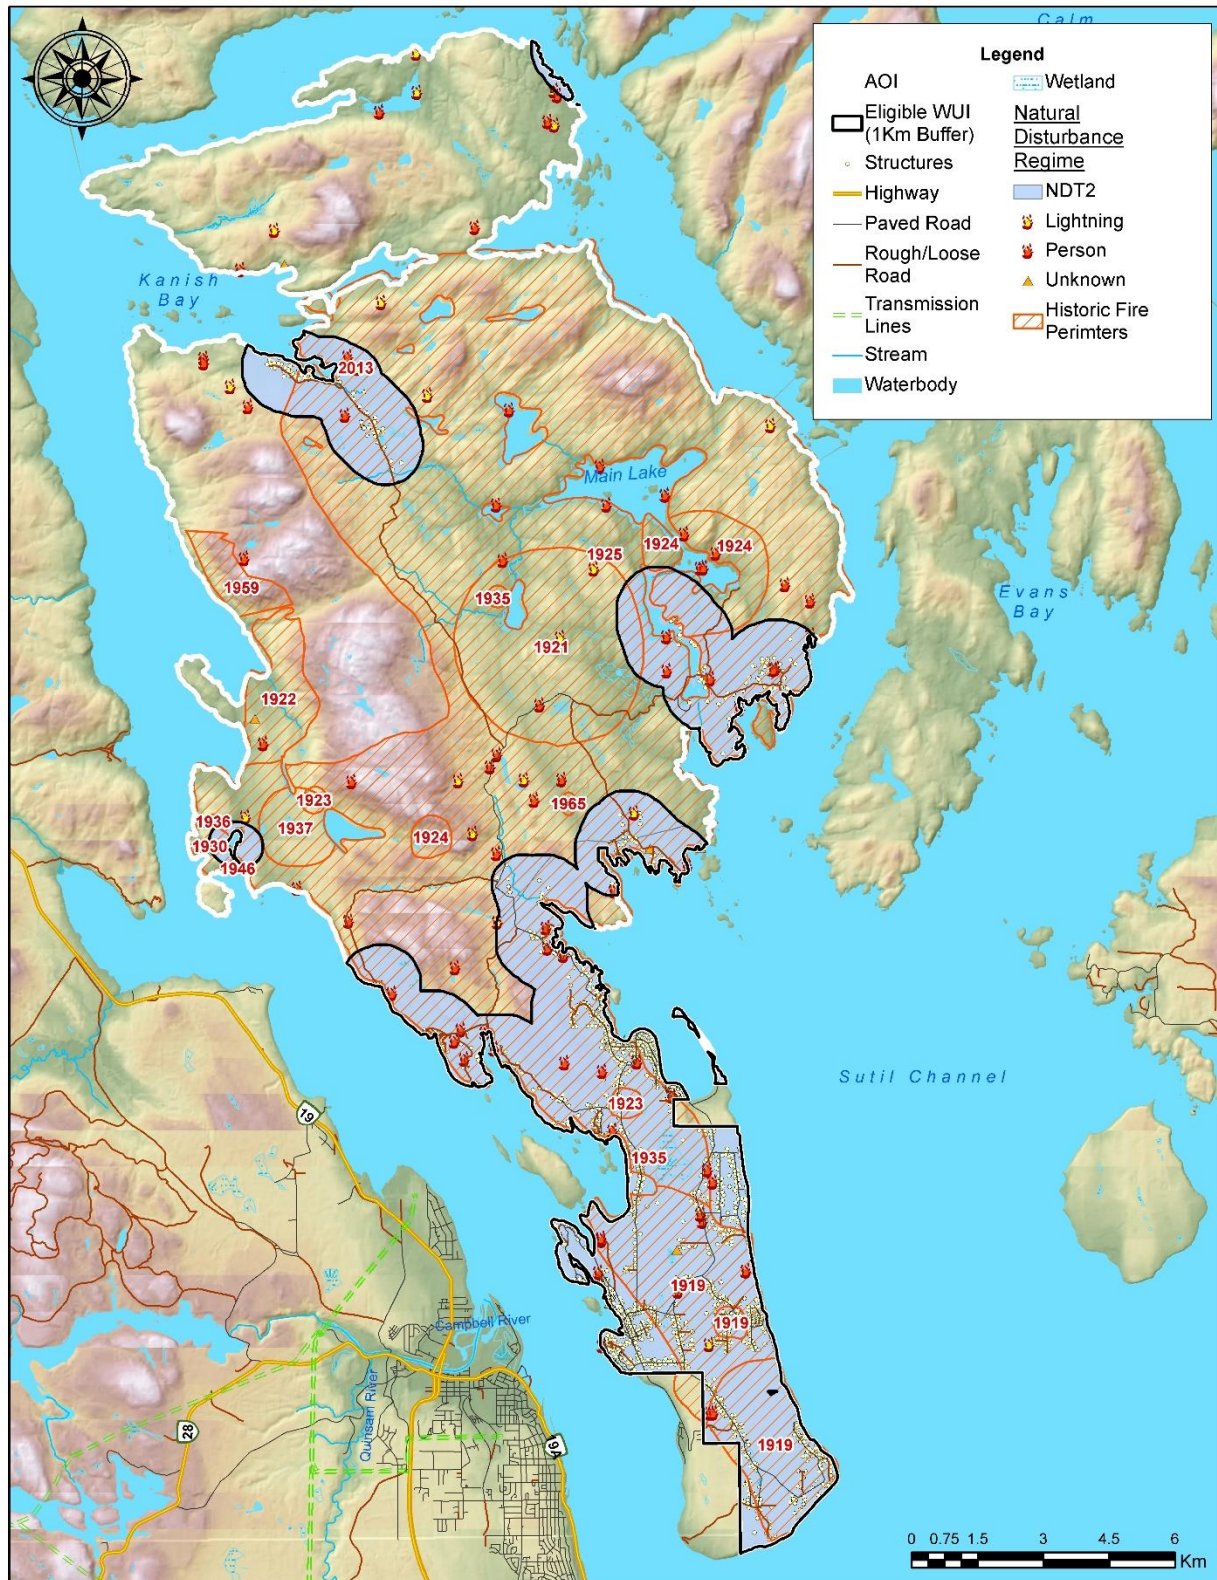 Calm
Legend
AOI
Eligible WUI
(1Km Buffer)
Structures
Highway
Paved Road
Rough/Loose
Road
Transmission
Lines
Stream
Waterbody
Wetland
Natural
Disturbance
Regime
NDT2
Lightning
Person
Unknown
Historic Fire
Perimters
Kanish
Bay
2013
Main Lake
1925
1924
1924
1959
1935
Evans
Bay
1921
1922
1923
1965
1936
1937
1924
1930
1946
Sutil Channel
19
1923
1935
1919
1919
Campbell River
Quinsam River
28
19A
1919
0 0.75 1.5 3 4.5 6
Km